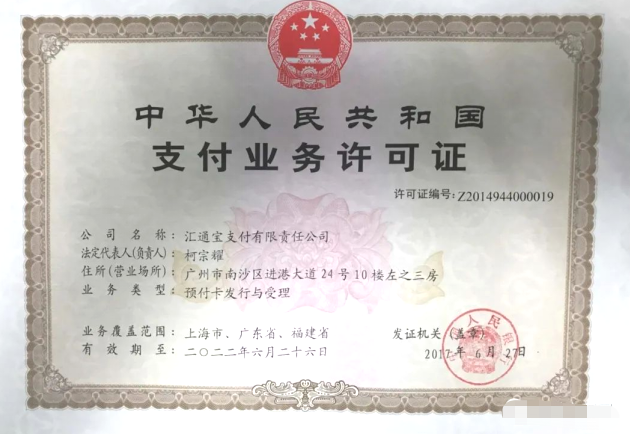 中华人民共和国
支付业务许可证
许可证编号:Z2014944000019
公司名称: 汇通宝支付有限责任公司
法定代表人(负责人): 柯宗耀
住所(营业场所): 广州市南沙区进港大道24号10楼左之三房
业务类型: 预付卡发行与受理
业务覆盖范围: 上海市、广东省、福建省
发证机关(盖章)
有效期至: 二〇二二年六月二十六日
2017年6月27日